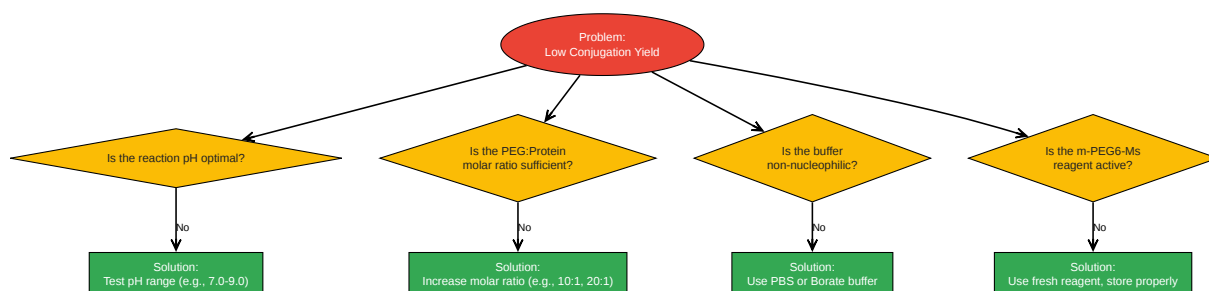 Problem:
Low Conjugation Yield
Is the reaction pH optimal?
Is the PEG:Protein
molar ratio sufficient?
Is the buffer
non-nucleophilic?
Is the m-PEG6-Ms
reagent active?
No
No
No
No
Solution:
Test pH range (e.g., 7.0-9.0)
Solution:
Increase molar ratio (e.g., 10:1, 20:1)
Solution:
Use PBS or Borate buffer
Solution:
Use fresh reagent, store properly